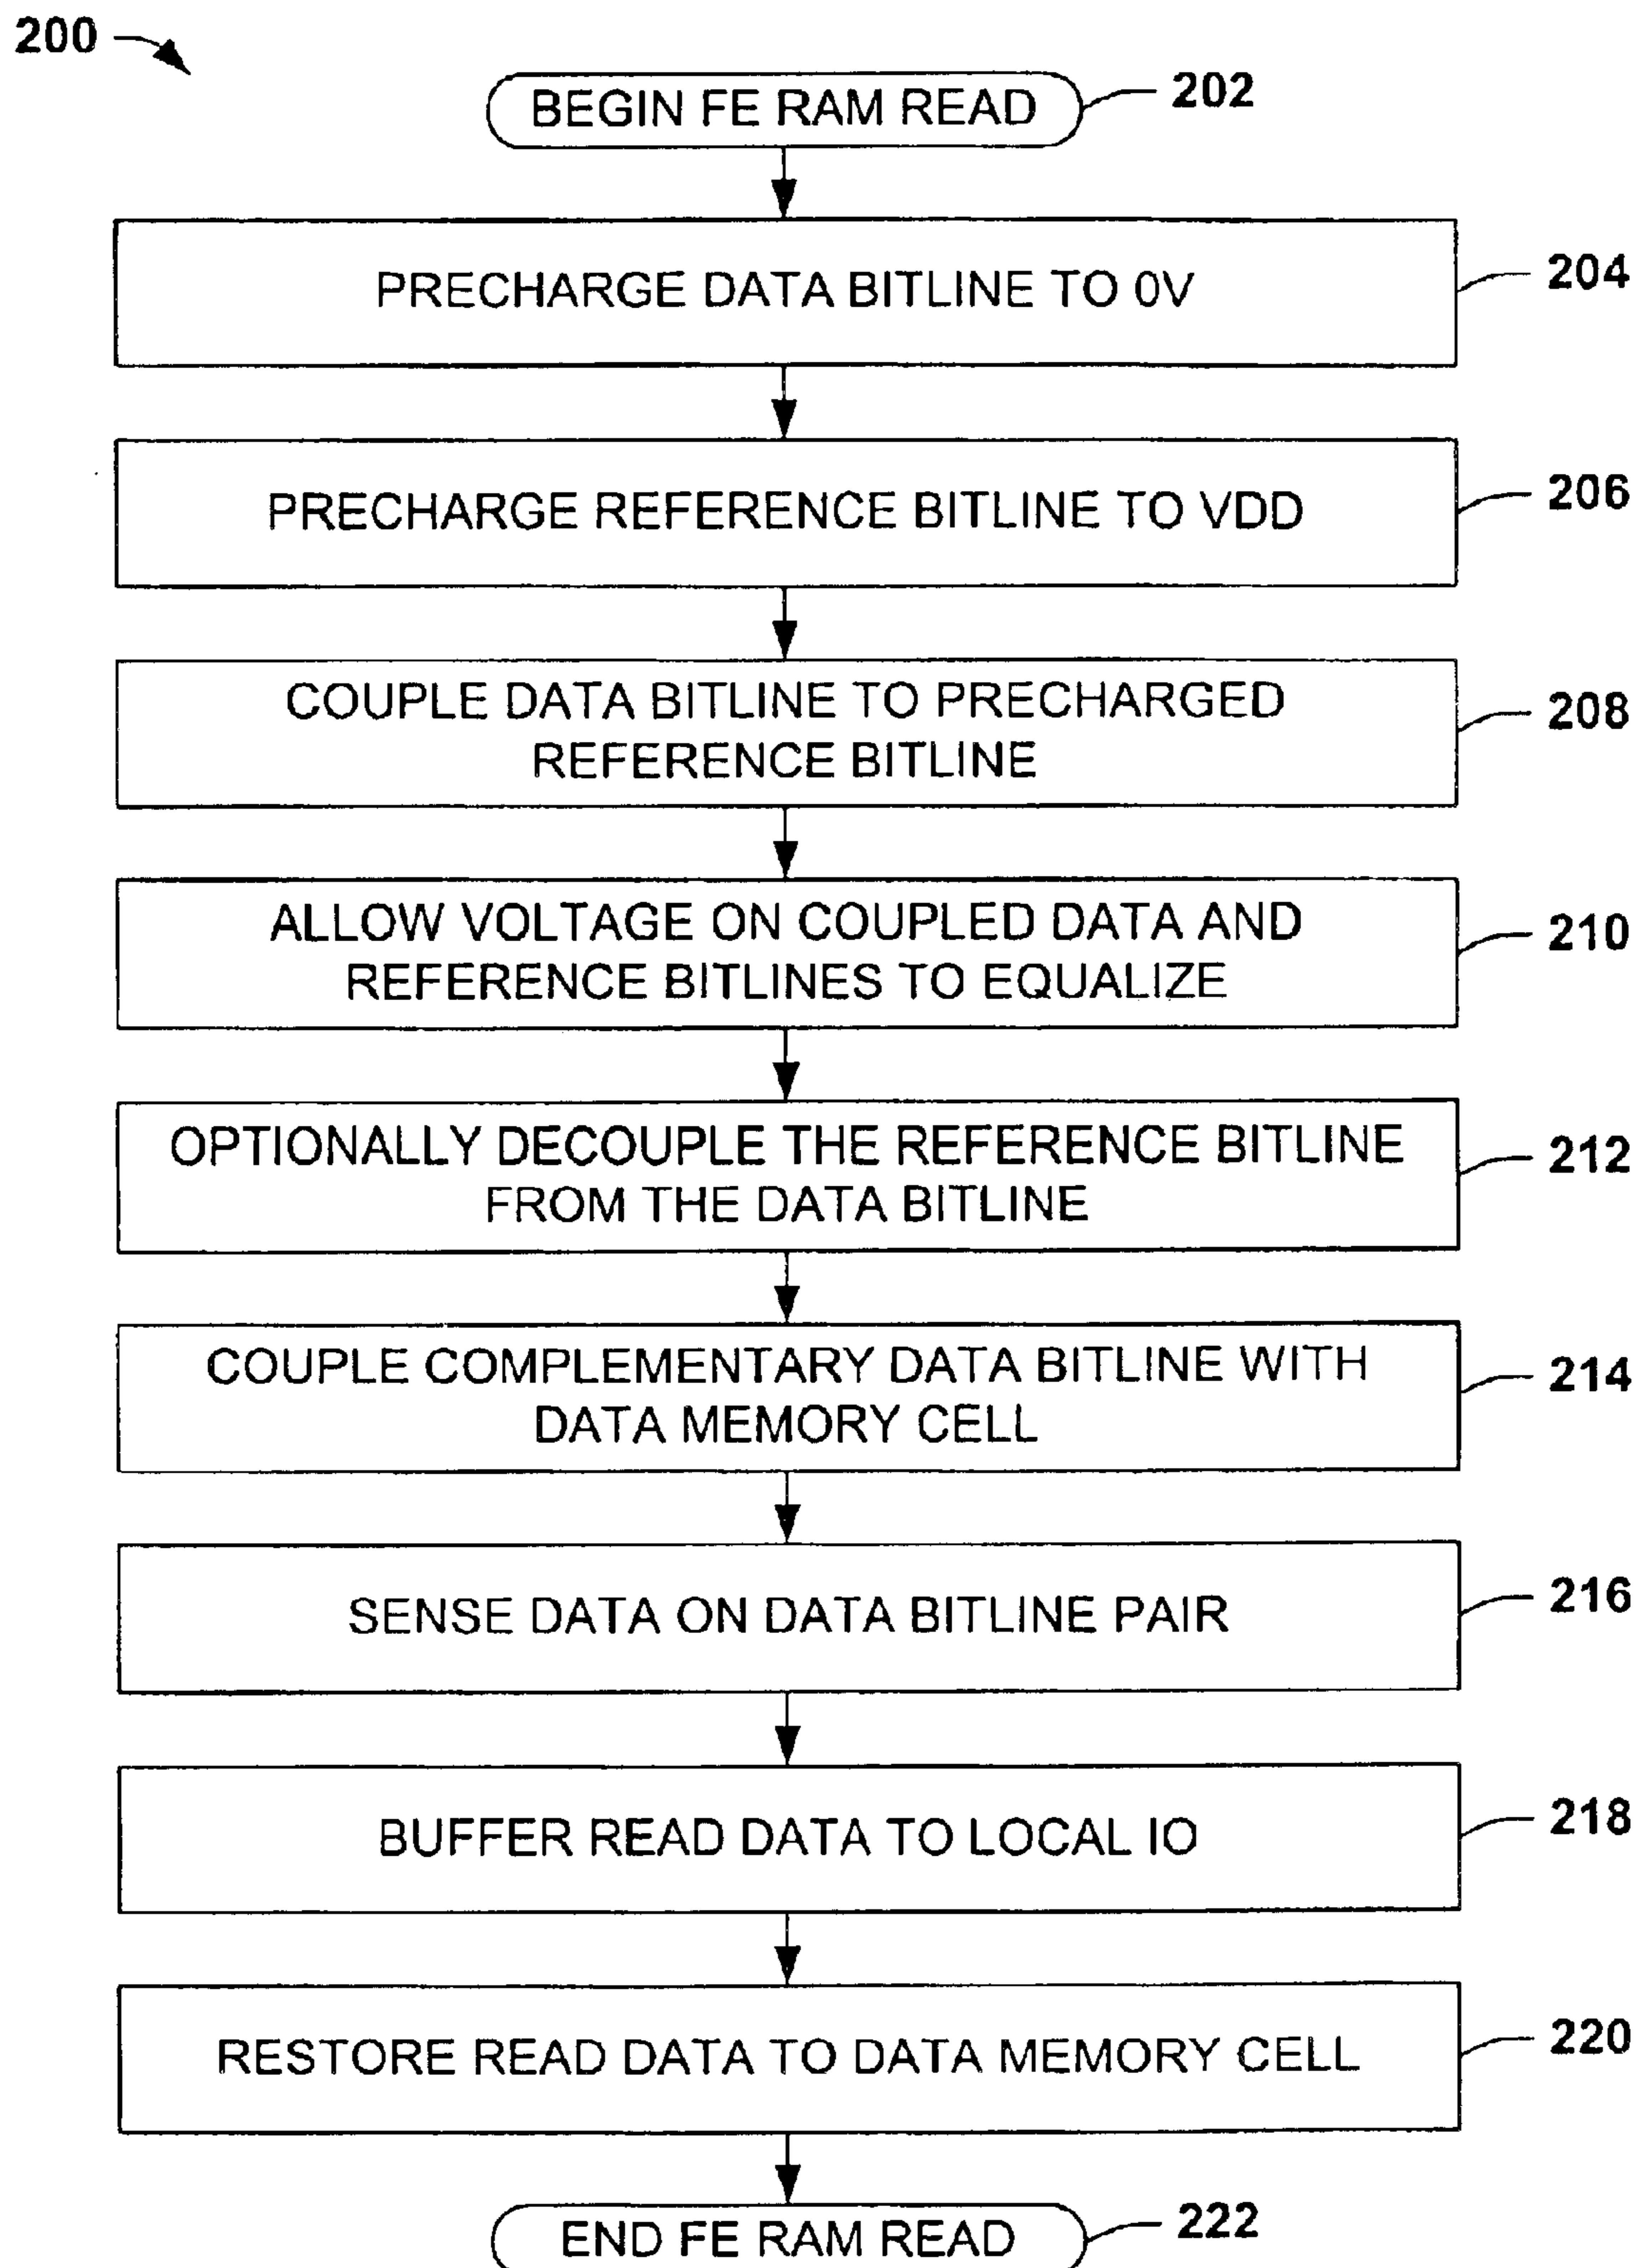 200
BEGIN FE RAM READ
202
PRECHARGE DATA BITLINE TO 0V
204
PRECHARGE REFERENCE BITLINE TO VDD
206
COUPLE DATA BITLINE TO PRECHARGED
REFERENCE BITLINE
208
ALLOW VOLTAGE ON COUPLED DATA AND
REFERENCE BITLINES TO EQUALIZE
210
OPTIONALLY DECOUPLE THE REFERENCE BITLINE
FROM THE DATA BITLINE
212
COUPLE COMPLEMENTARY DATA BITLINE WITH
DATA MEMORY CELL
214
SENSE DATA ON DATA BITLINE PAIR
216
BUFFER READ DATA TO LOCAL IO
218
RESTORE READ DATA TO DATA MEMORY CELL
220
END FE RAM READ
222